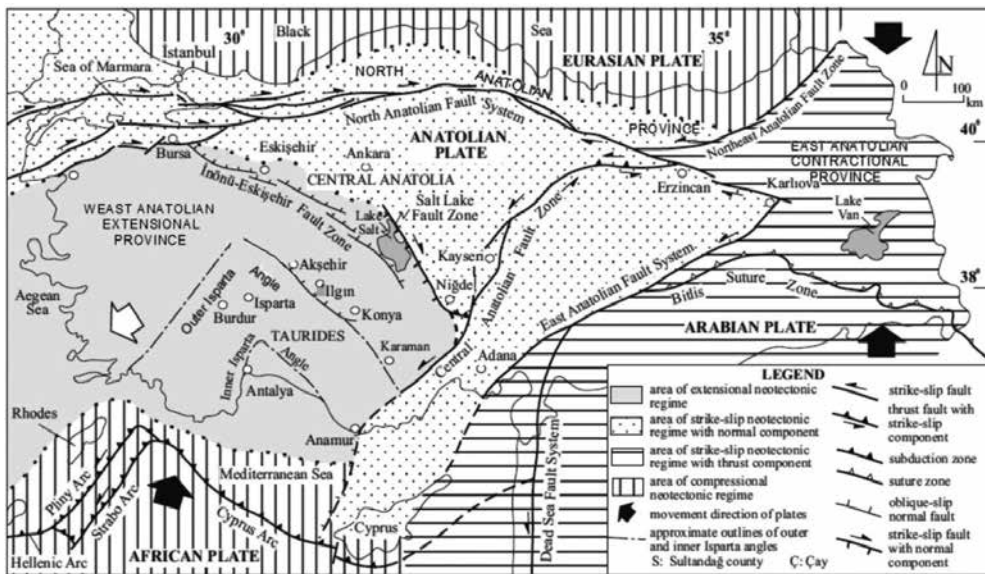 30°
Black
Sea
35°
İstanbul
Sea of Marmara
EURASIAN PLATE
N
0 100
km
NORTH
ANATOLIAN
PROVINCE
North Anatolian Fault System
Northeast Anatolian Fault Zone
40°
Bursa
Eskişehir
Ankara
ANATOLIAN
PLATE
CENTRAL ANATOLIA
İnönü-Eskişehir Fault Zone
Erzincan
EAST ANATOLIAN
CONTRACTIONAL
PROVINCE
Karlıova
Lake
Van
WEAST ANATOLIAN
EXTENSIONAL
PROVINCE
Salt Lake
Fault Zone
Lake
Salt
Kayseri
Central Anatolian Fault Zone
East Anatolian Fault System
Bitlis Suture Zone
38°
Akşehir
Ilgın
Niğde
Aegean
Sea
Outer Isparta Angle
Isparta
Burdur
Konya
TAURIDES
Karaman
Adana
ARABIAN PLATE
Inner Isparta Angle
Antalya
Anamur
Rhodes
Mediterranean Sea
Pliny Arc
Strabo Arc
Cyprus Arc
Cyprus
Hellenic Arc
AFRICAN PLATE
Dead Sea Fault System
LEGEND
area of extensional neotectonic
regime
area of strike-slip neotectonic
regime with normal component
area of strike-slip neotectonic
regime with thrust component
area of compressional
neotectonic regime
movement direction of plates
approximate outlines of outer
and inner Isparta angles
S: Sultandağ county Ç: Çay
strike-slip fault
thrust fault with
strike-slip
component
subduction zone
suture zone
oblique-slip
normal fault
strike-slip fault
with normal
component